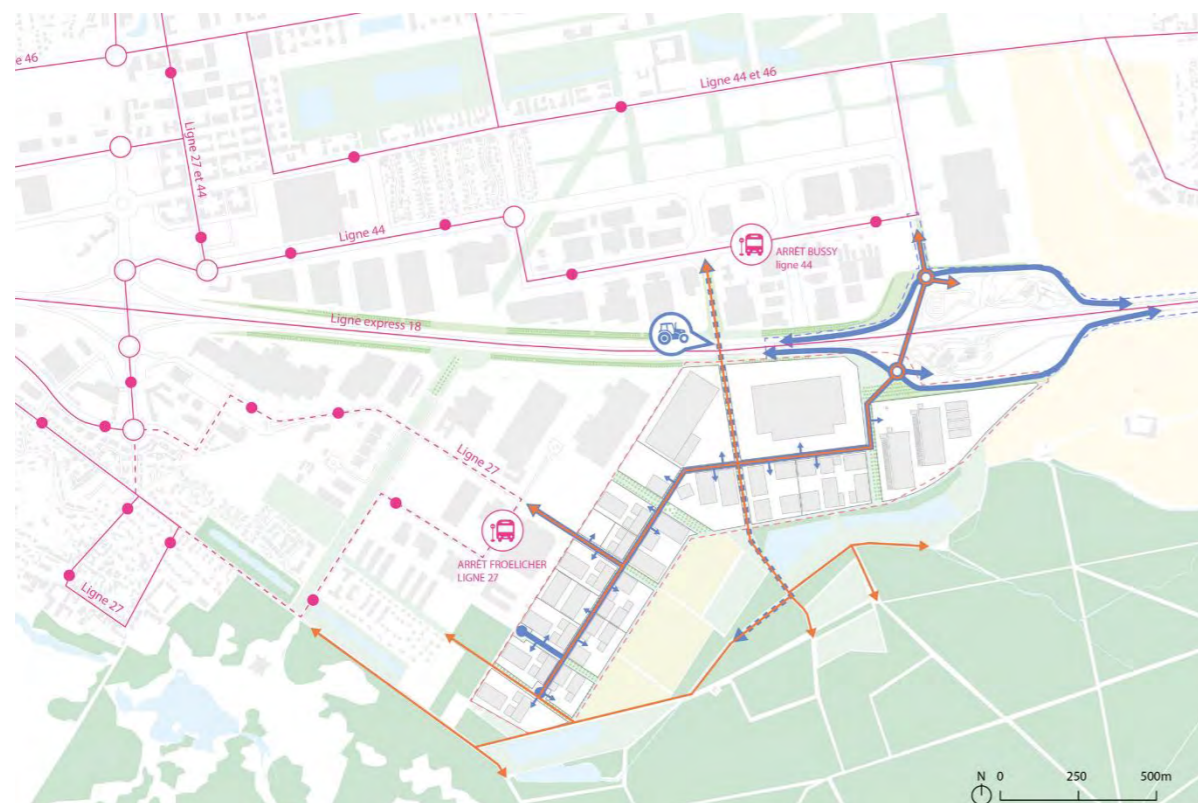 e 46
Ligne 44 et 46
Ligne 27 et 44
Ligne 44
ARRÊT BUSSY
ligne 44
Ligne express 18
Ligne 27
ARRÊT FROELICHER
LIGNE 27
Ligne 27
N 0 250 500m